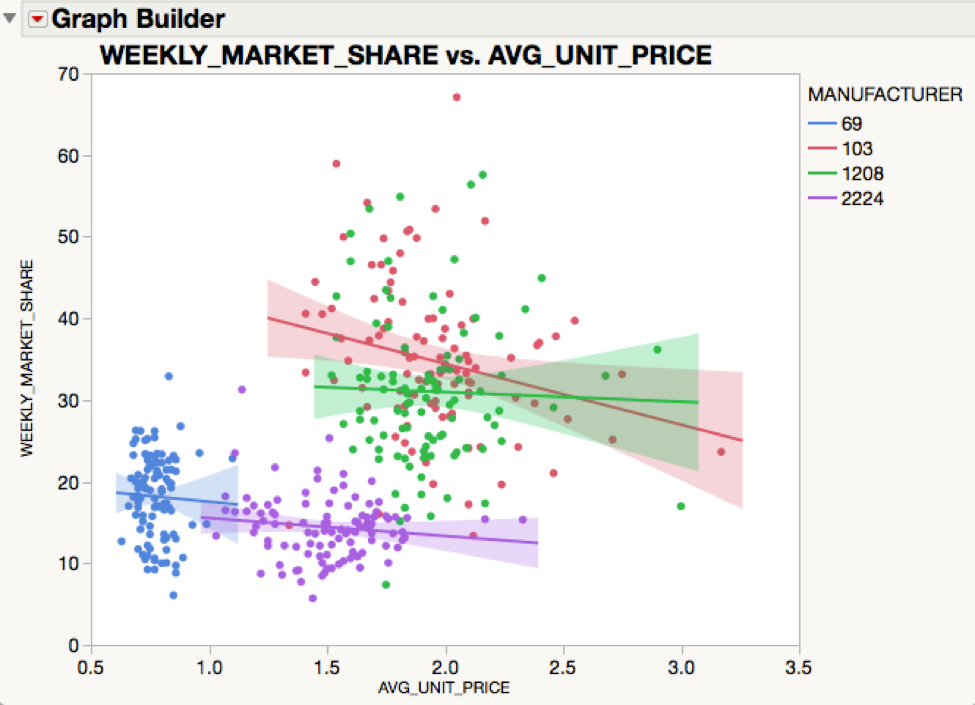 Graph Builder
WEEKLY_MARKET_SHARE vs. AVG_UNIT_PRICE
70
60
50
40
30
20
10
0
WEEKLY_MARKET_SHARE
0.5 1.0 1.5 2.0 2.5 3.0 3.5
AVG_UNIT_PRICE
MANUFACTURER
69
103
1208
2224